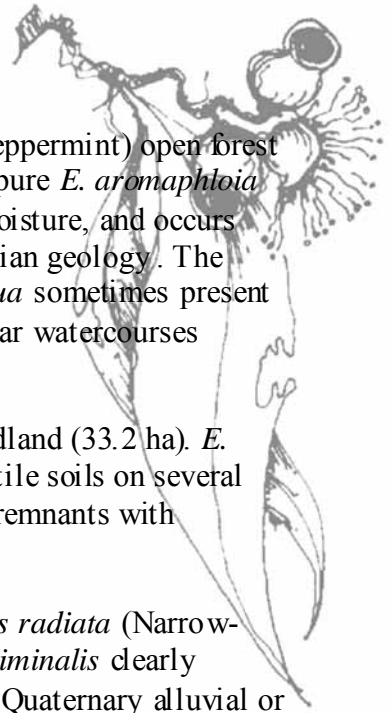 eppermint) open forest
pure E. aromaphloia
oisture, and occurs
ian geology. The
ua sometimes present
ar watercourses
dland (33.2 ha). E.
tile soils on several
remnants with
s radiata (Narrow-
iminalis clearly
Quaternary alluvial or